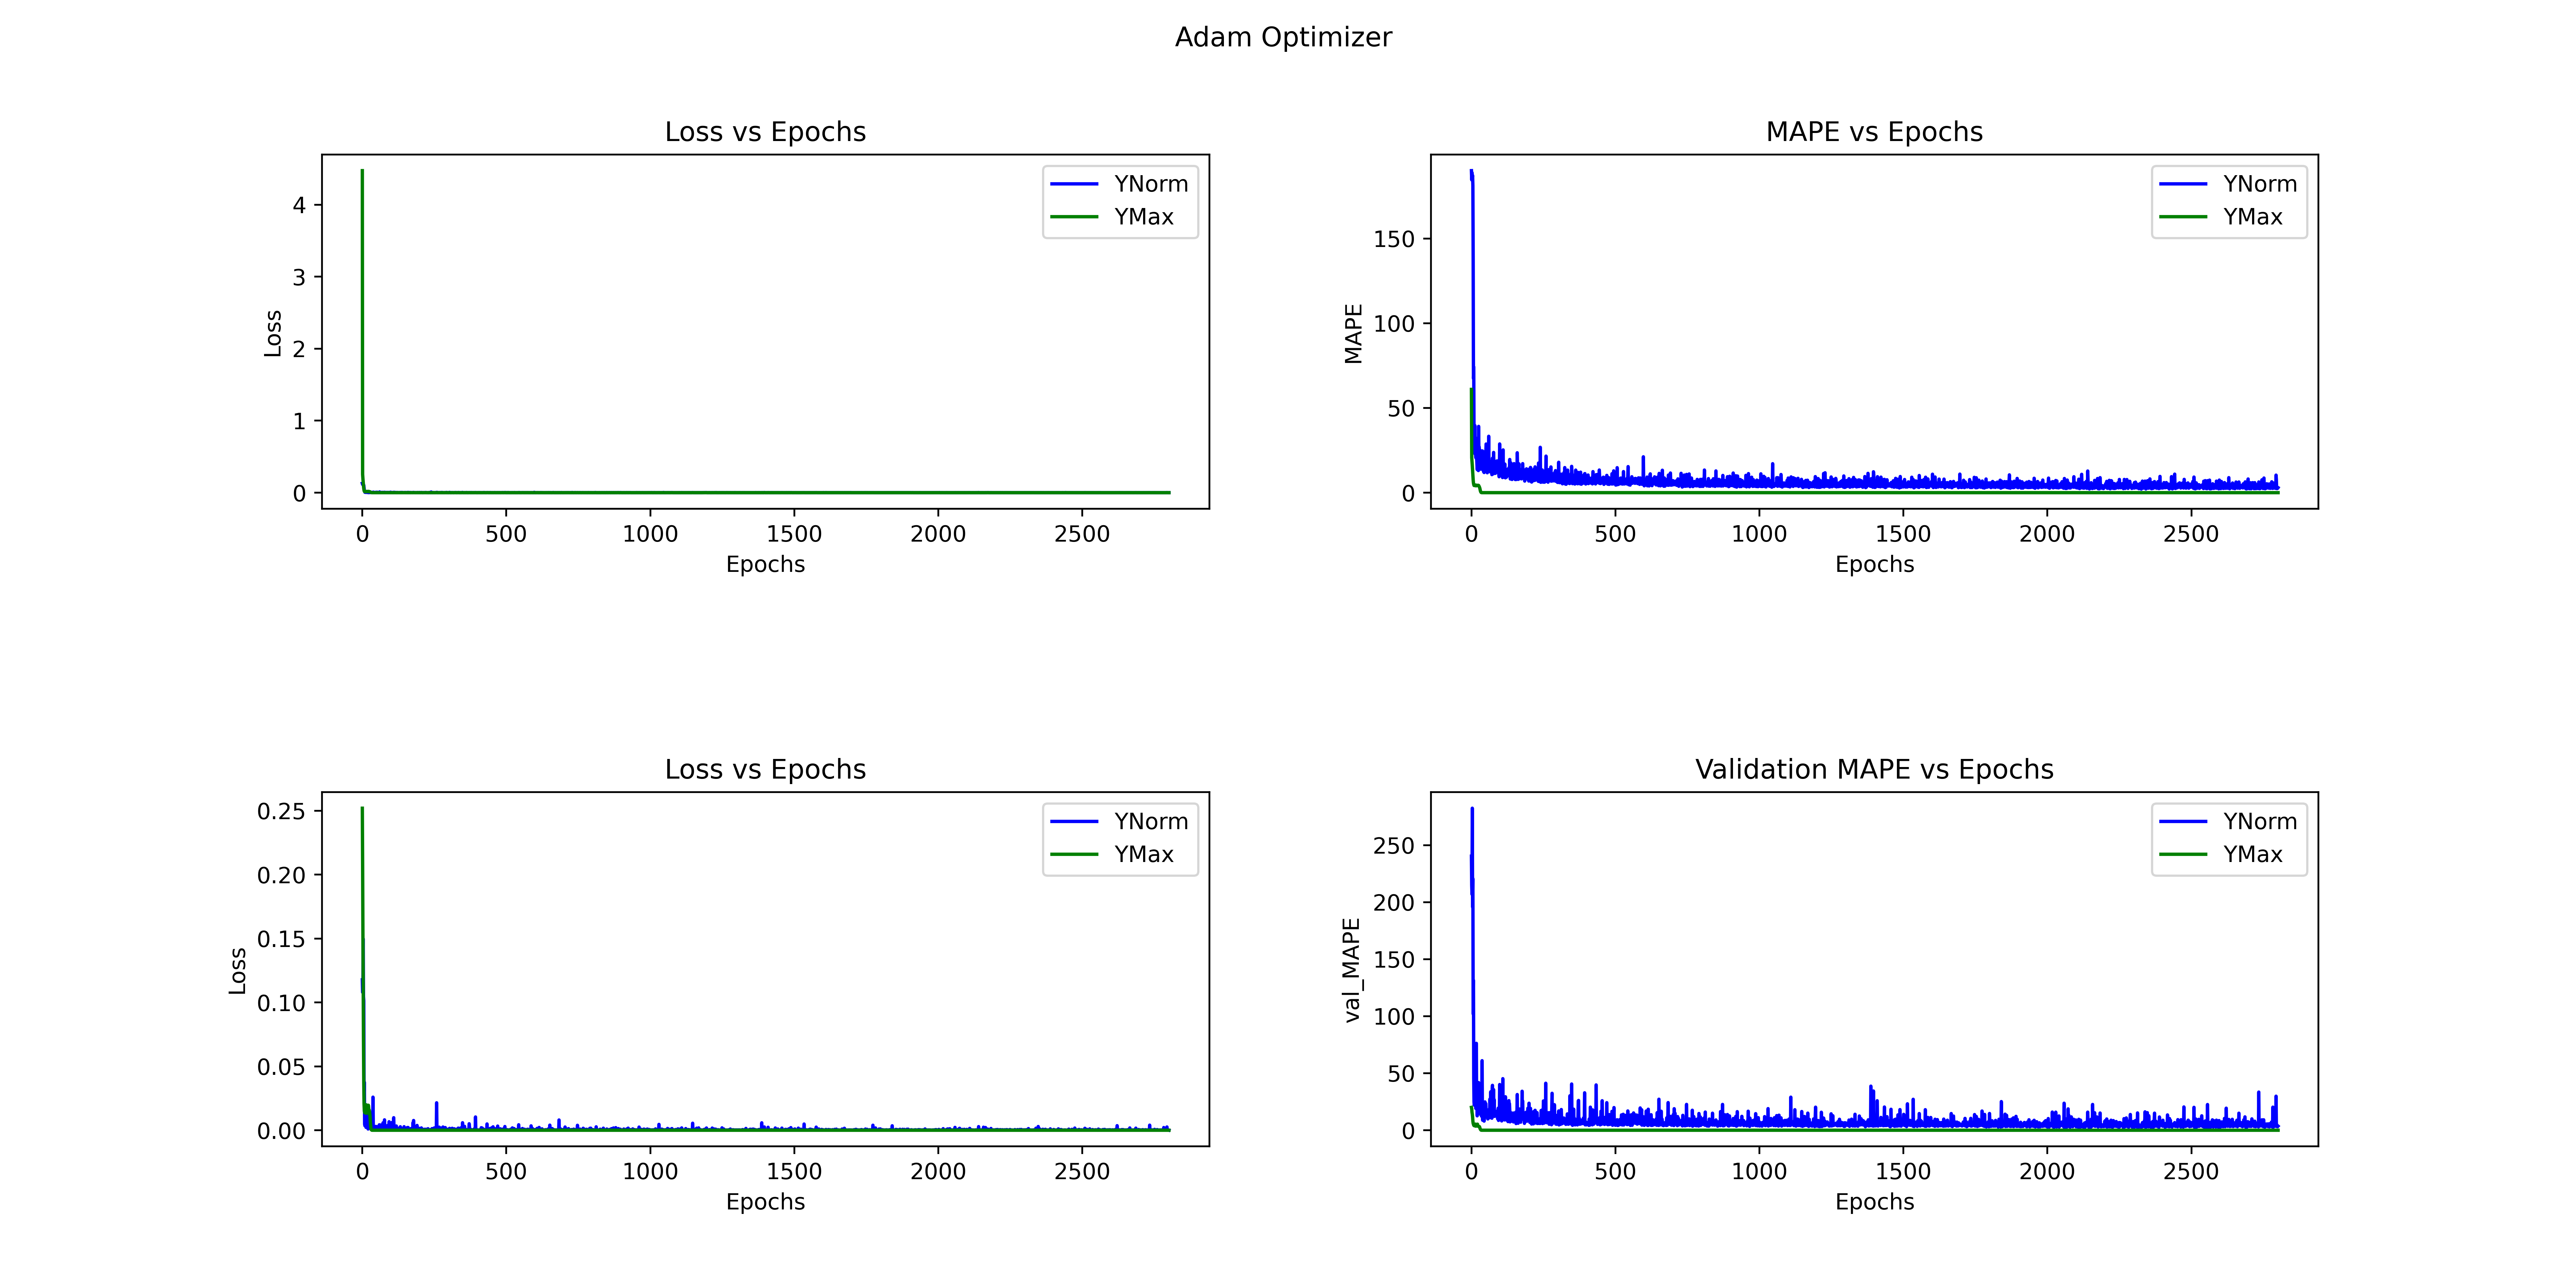 Adam Optimizer
Loss vs Epochs
YNorm
YMax
4
3
2
1
0
Loss
0 500 1000 1500 2000 2500
Epochs
MAPE vs Epochs
YNorm
YMax
150
100
50
0
MAPE
0 500 1000 1500 2000 2500
Epochs
Loss vs Epochs
YNorm
YMax
0.25
0.20
0.15
0.10
0.05
0.00
Loss
0 500 1000 1500 2000 2500
Epochs
Validation MAPE vs Epochs
YNorm
YMax
250
200
150
100
50
0
val_MAPE
0 500 1000 1500 2000 2500
Epochs